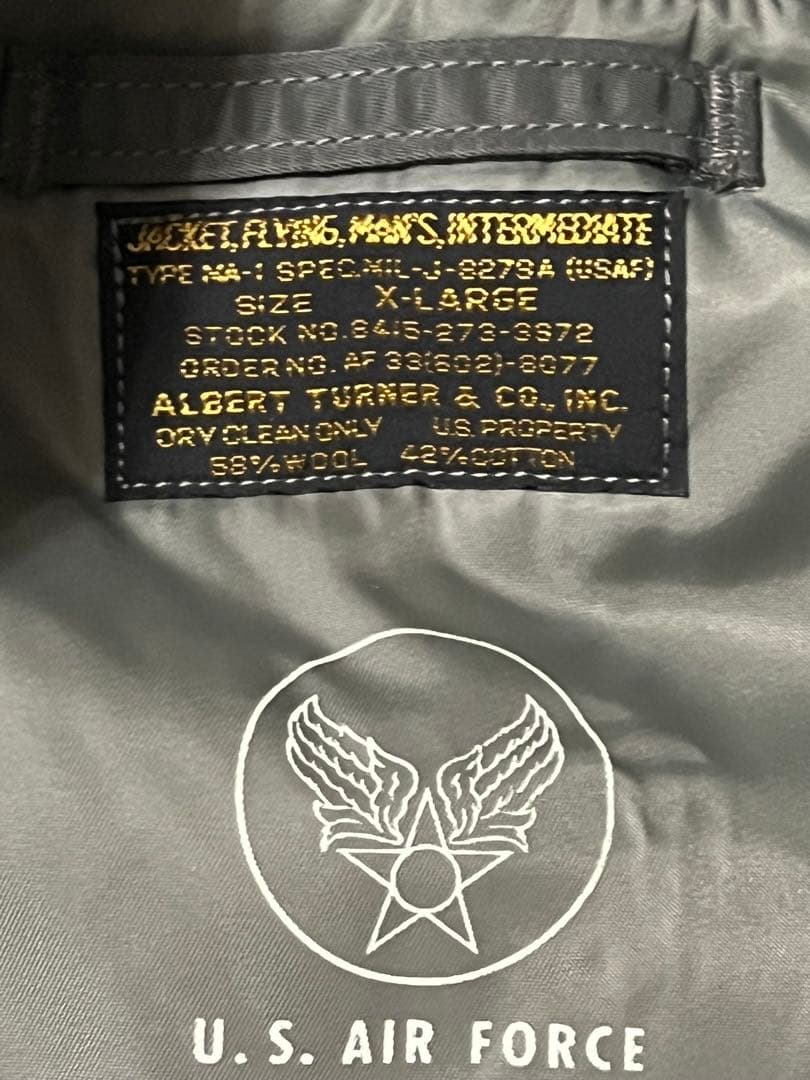 JACKET, FLYING, MAN'S, INTERMEDIATE
TYPE MA-1 SPEC. MIL-J-8279A (USAF)
SIZE X-LARGE
STOCK NO. 8415-273-3872
ORDER NO. AF 33(602)-8077
ALBERT TURNER & CO., INC.
DRY CLEAN ONLY U.S. PROPERTY
58% WOOL 42% COTTON
U. S. AIR FORCE